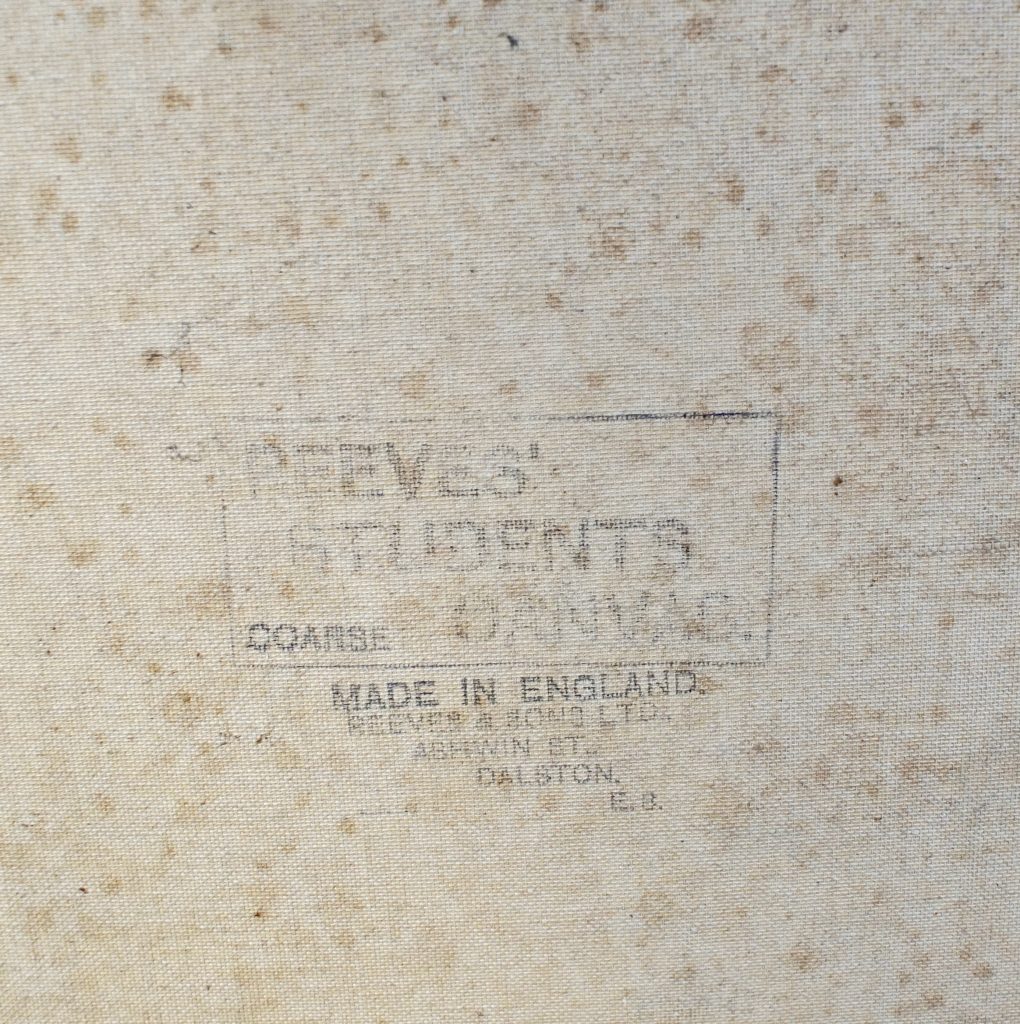 REEVES'
STUDENTS
COARSE CANVAS.
MADE IN ENGLAND.
REEVES & SONS LTD.,
ASHWIN ST.,
DALSTON.
E. 8.